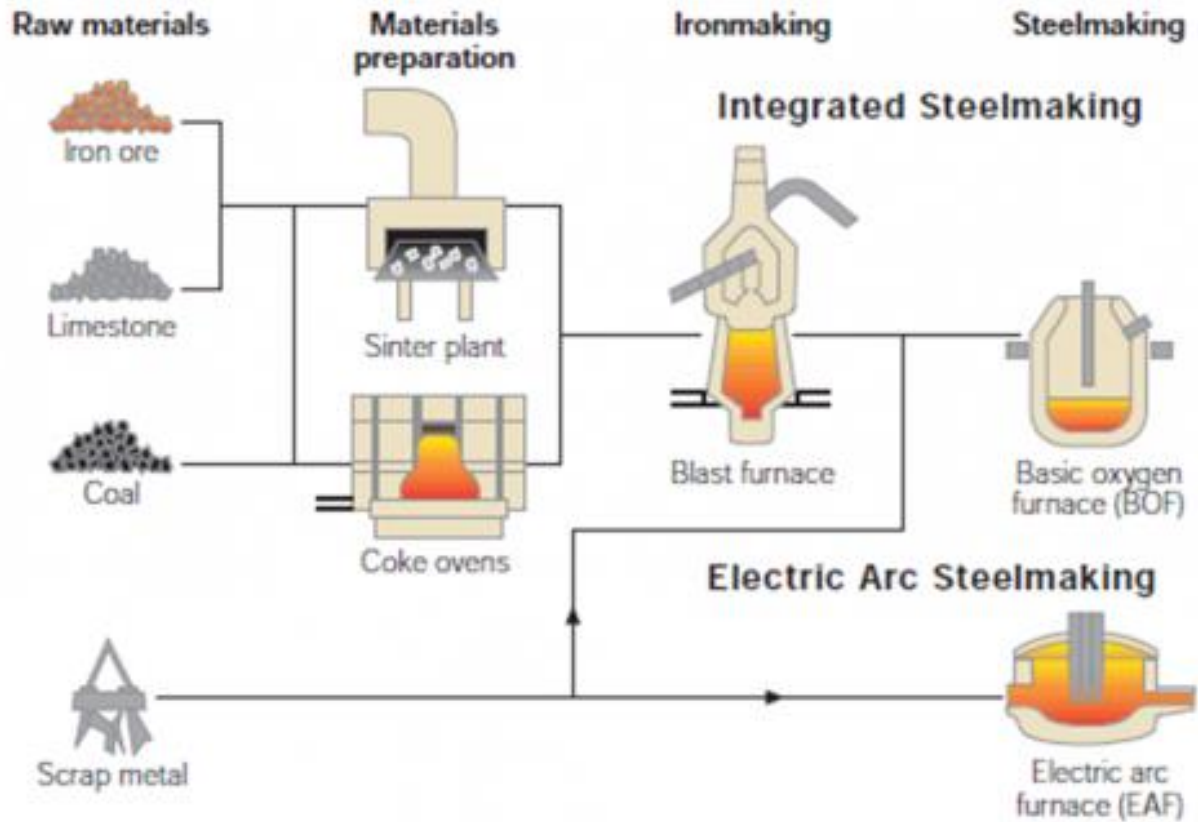 Raw materials
Materials
preparation
Ironmaking
Steelmaking
Integrated Steelmaking
Iron ore
Limestone
Sinter plant
Coal
Blast furnace
Basic oxygen
furnace (BOF)
Coke ovens
Electric Arc Steelmaking
Scrap metal
Electric arc
furnace (EAF)